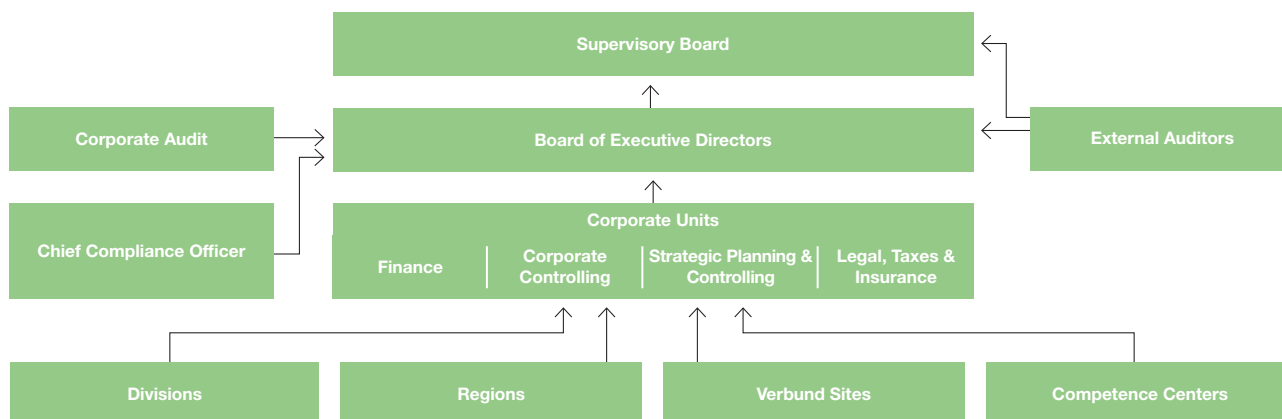 Supervisory Board
Corporate Audit
Board of Executive Directors
External Auditors
Chief Compliance Officer
Corporate Units
Finance
Corporate
Controlling
Strategic Planning &
Controlling
Legal, Taxes &
Insurance
Divisions
Regions
Verbund Sites
Competence Centers